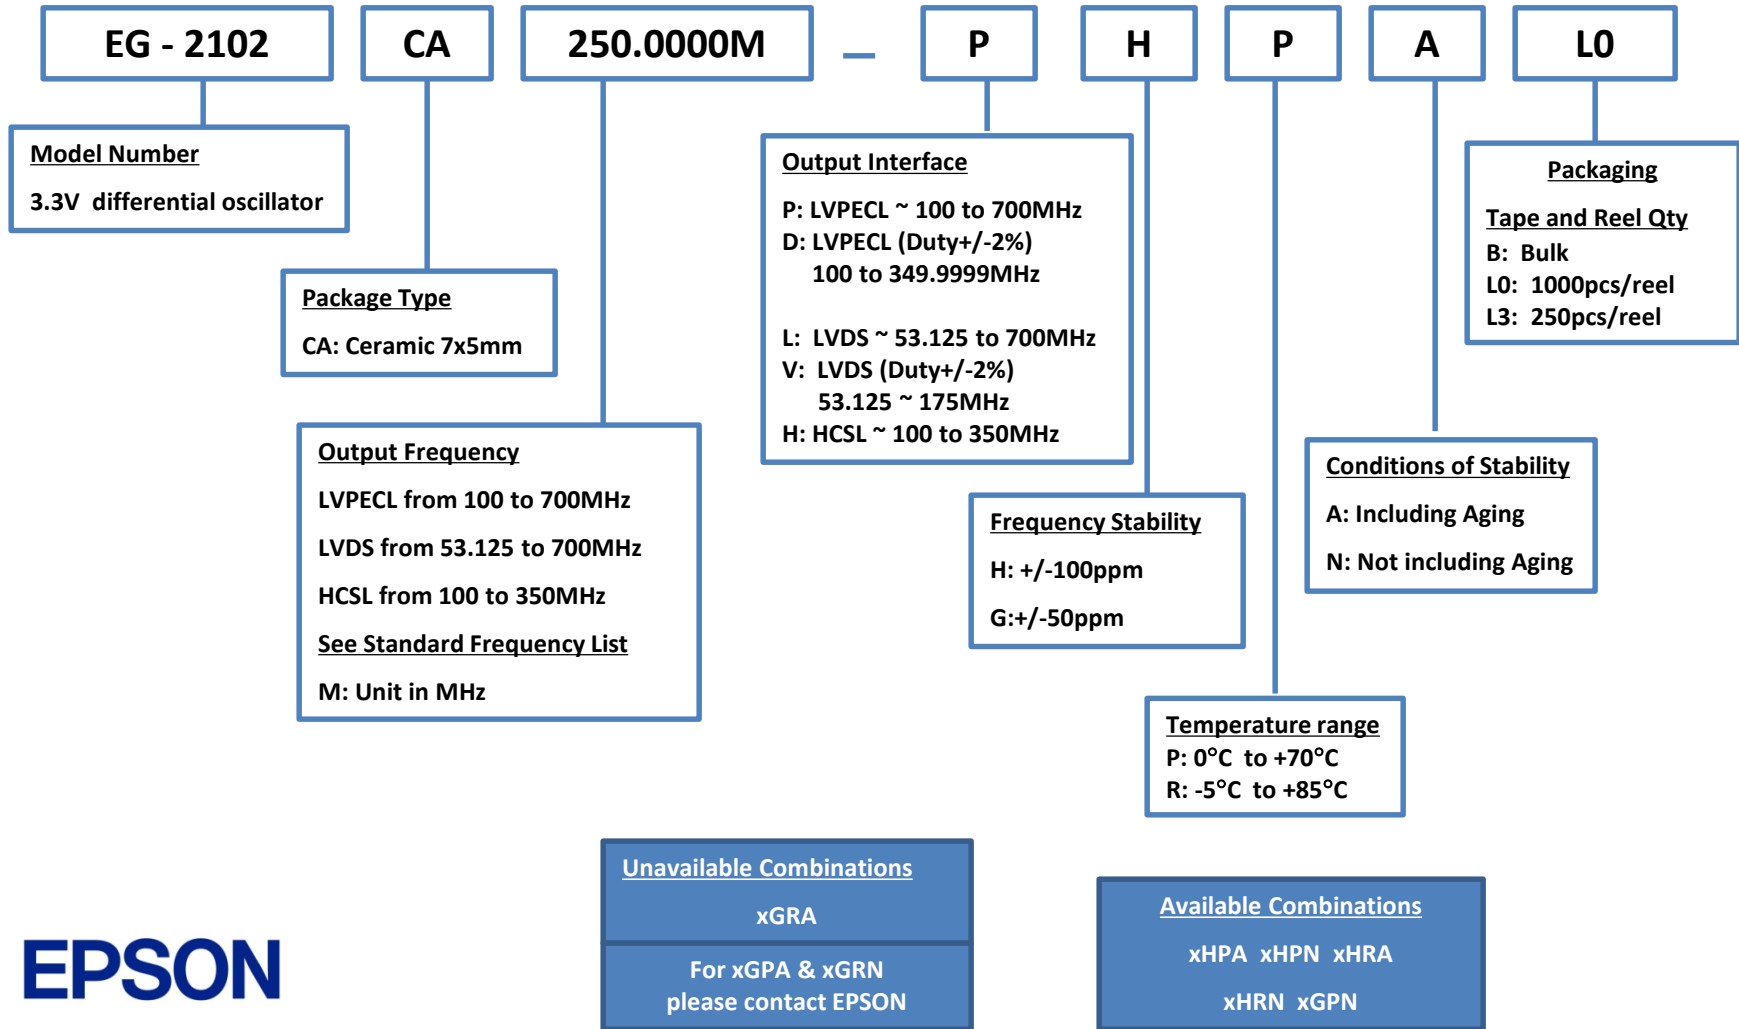 EG - 2102 CA 250.0000M _ P H P A L0
Model Number
3.3V differential oscillator
Package Type
CA: Ceramic 7x5mm
Output Frequency
LVPECL from 100 to 700MHz
LVDS from 53.125 to 700MHz
HCSL from 100 to 350MHz
See Standard Frequency List
M: Unit in MHz
Output Interface
P: LVPECL ~ 100 to 700MHz
D: LVPECL (Duty+/-2%)
100 to 349.9999MHz
L: LVDS ~ 53.125 to 700MHz
V: LVDS (Duty+/-2%)
53.125 ~ 175MHz
H: HCSL ~ 100 to 350MHz
Frequency Stability
H: +/-100ppm
G:+/-50ppm
Temperature range
P: 0°C to +70°C
R: -5°C to +85°C
Conditions of Stability
A: Including Aging
N: Not including Aging
Packaging
Tape and Reel Qty
B: Bulk
L0: 1000pcs/reel
L3: 250pcs/reel
Unavailable Combinations
xGRA
For xGPA & xGRN
please contact EPSON
Available Combinations
xHPA xHPN xHRA
xHRN xGPN
EPSON